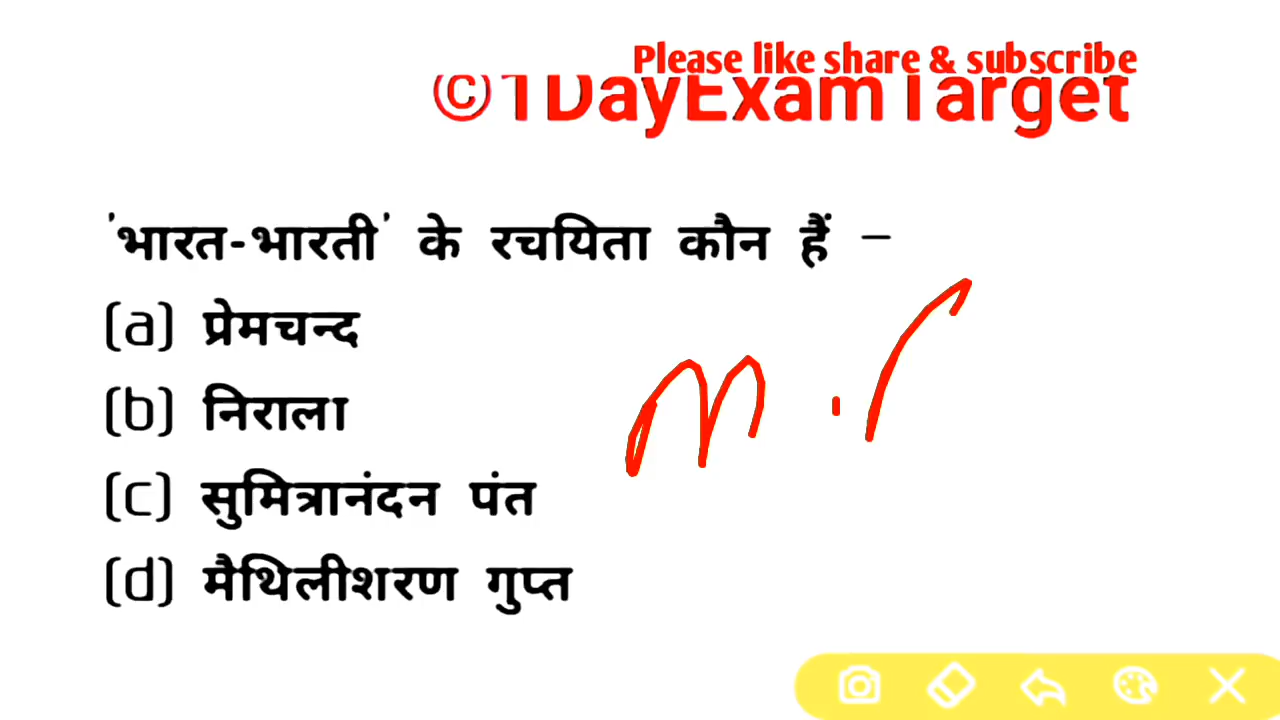 Please like share & subscribe
©1DayExamTarget
'भारत-भारती' के रचयिता कौन हैं –
(a) प्रेमचन्द
(b) निराला
(c) सुमित्रानंदन पंत
(d) मैथिलीशरण गुप्त